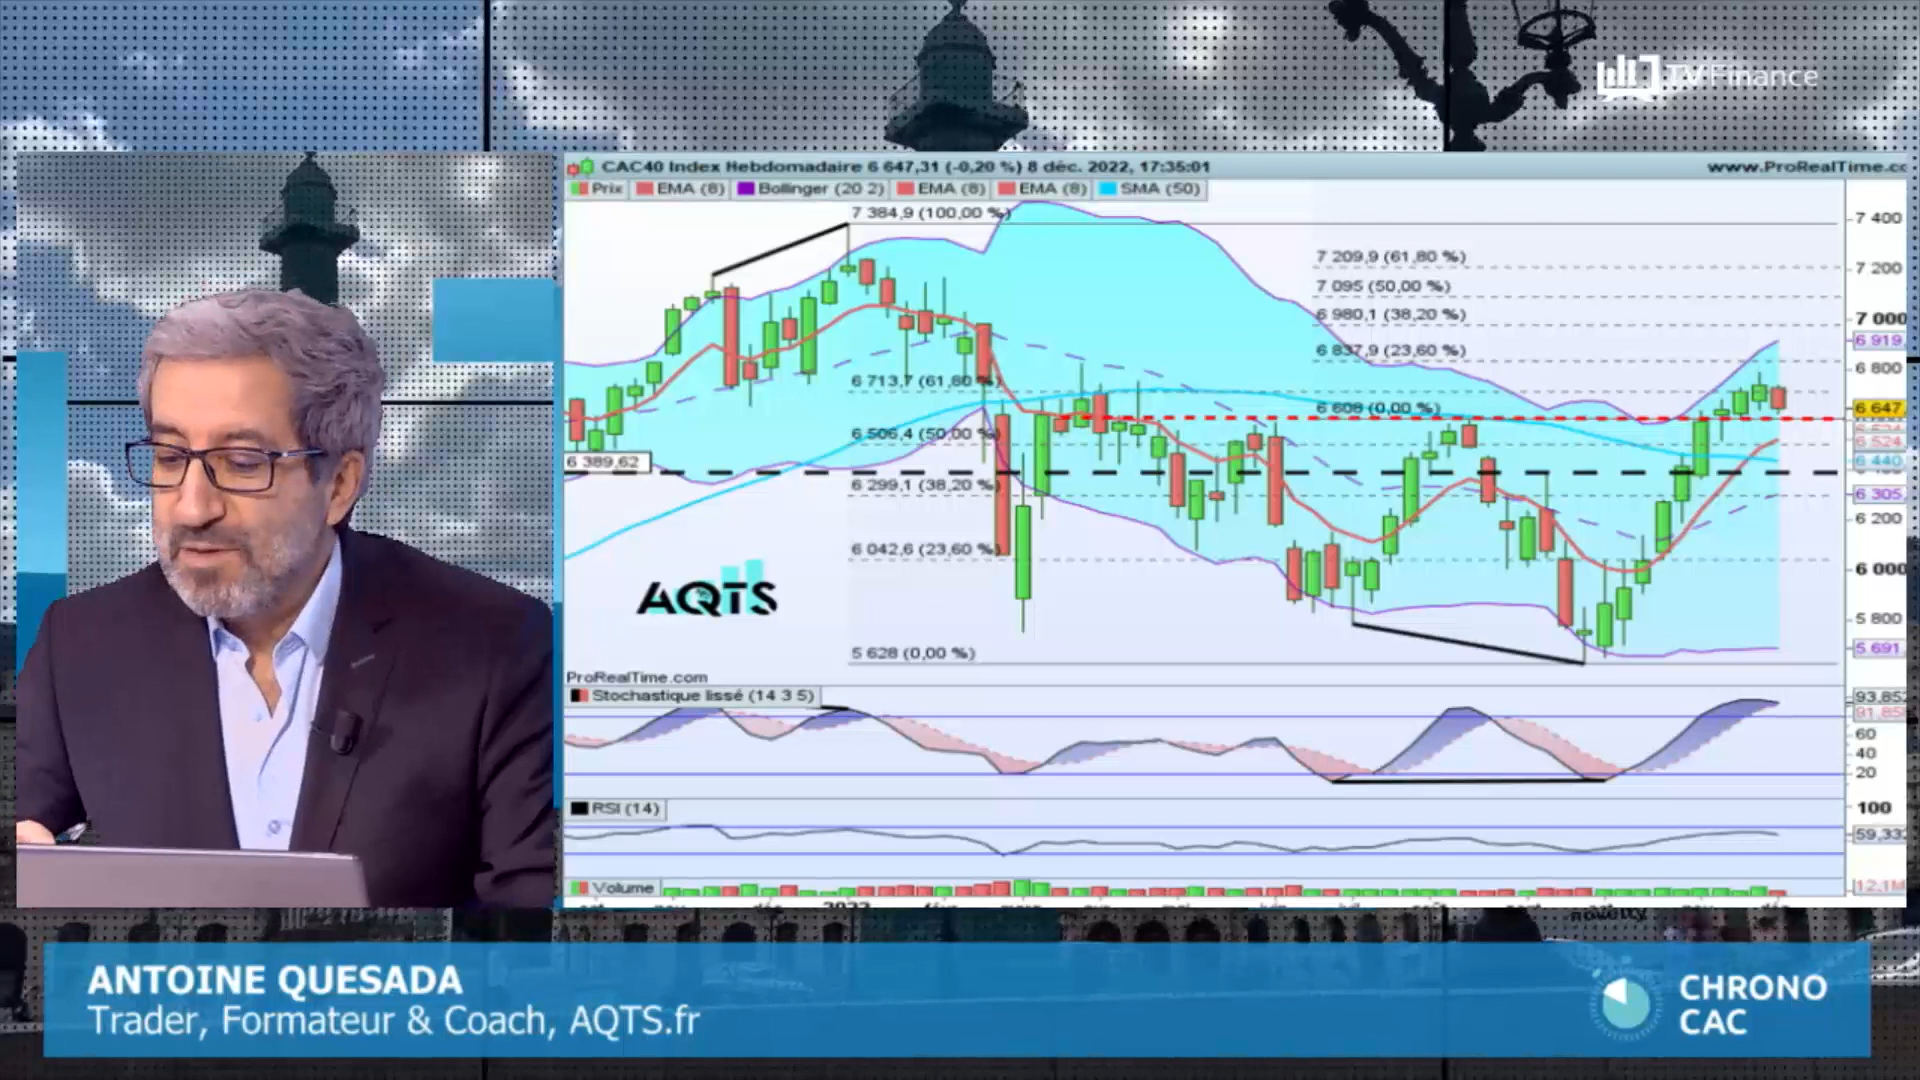 TVFinance
CAC40 Index Hebdomadaire 6 647,31 (-0,20 %) 8 déc. 2022, 17:35:01
www.ProRealTime.co
Prix EMA (8) Bollinger (20 2) EMA (8) EMA (8) SMA (50)
7 384,9 (100,00 %)
7 209,9 (61,80 %)
7 095 (50,00 %)
6 980,1 (38,20 %)
6 837,9 (23,60 %)
6 713,7 (61,80 %)
6 608 (0,00 %)
6 506,4 (50,00 %)
6 389,62
6 299,1 (38,20 %)
6 042,6 (23,60 %)
5 628 (0,00 %)
7 400
7 200
7 000
6 919
6 800
6 647
6 524
6 440
6 305
6 200
6 000
5 800
5 691
AQTS
ProRealTime.com
Stochastique lissé (14 3 5)
93,852
60
40
20
RSI (14)
100
59,332
Volume
12,1M
novelty
ANTOINE QUESADA
Trader, Formateur & Coach, AQTS.fr
CHRONO
CAC